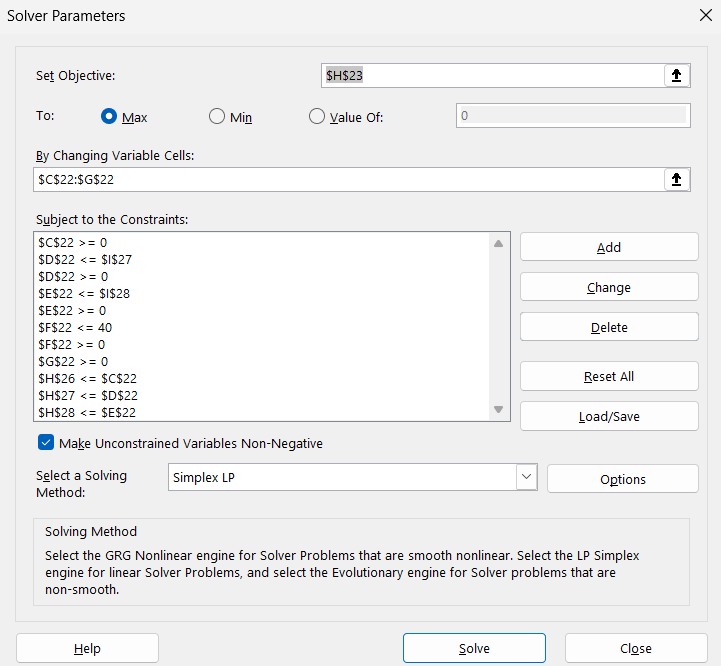 Solver Parameters
Set Objective:
$H$23
To:
Max
Min
Value Of:
0
By Changing Variable Cells:
$C$22:$G$22
Subject to the Constraints:
$C$22 >= 0
$D$22 <= $I$27
$D$22 >= 0
$E$22 <= $I$28
$E$22 >= 0
$F$22 <= 40
$F$22 >= 0
$G$22 >= 0
$H$26 <= $C$22
$H$27 <= $D$22
$H$28 <= $E$22
Add
Change
Delete
Reset All
Load/Save
Make Unconstrained Variables Non-Negative
Select a Solving
Method:
Simplex LP
Options
Solving Method
Select the GRG Nonlinear engine for Solver Problems that are smooth nonlinear. Select the LP Simplex
engine for linear Solver Problems, and select the Evolutionary engine for Solver problems that are
non-smooth.
Help
Solve
Close